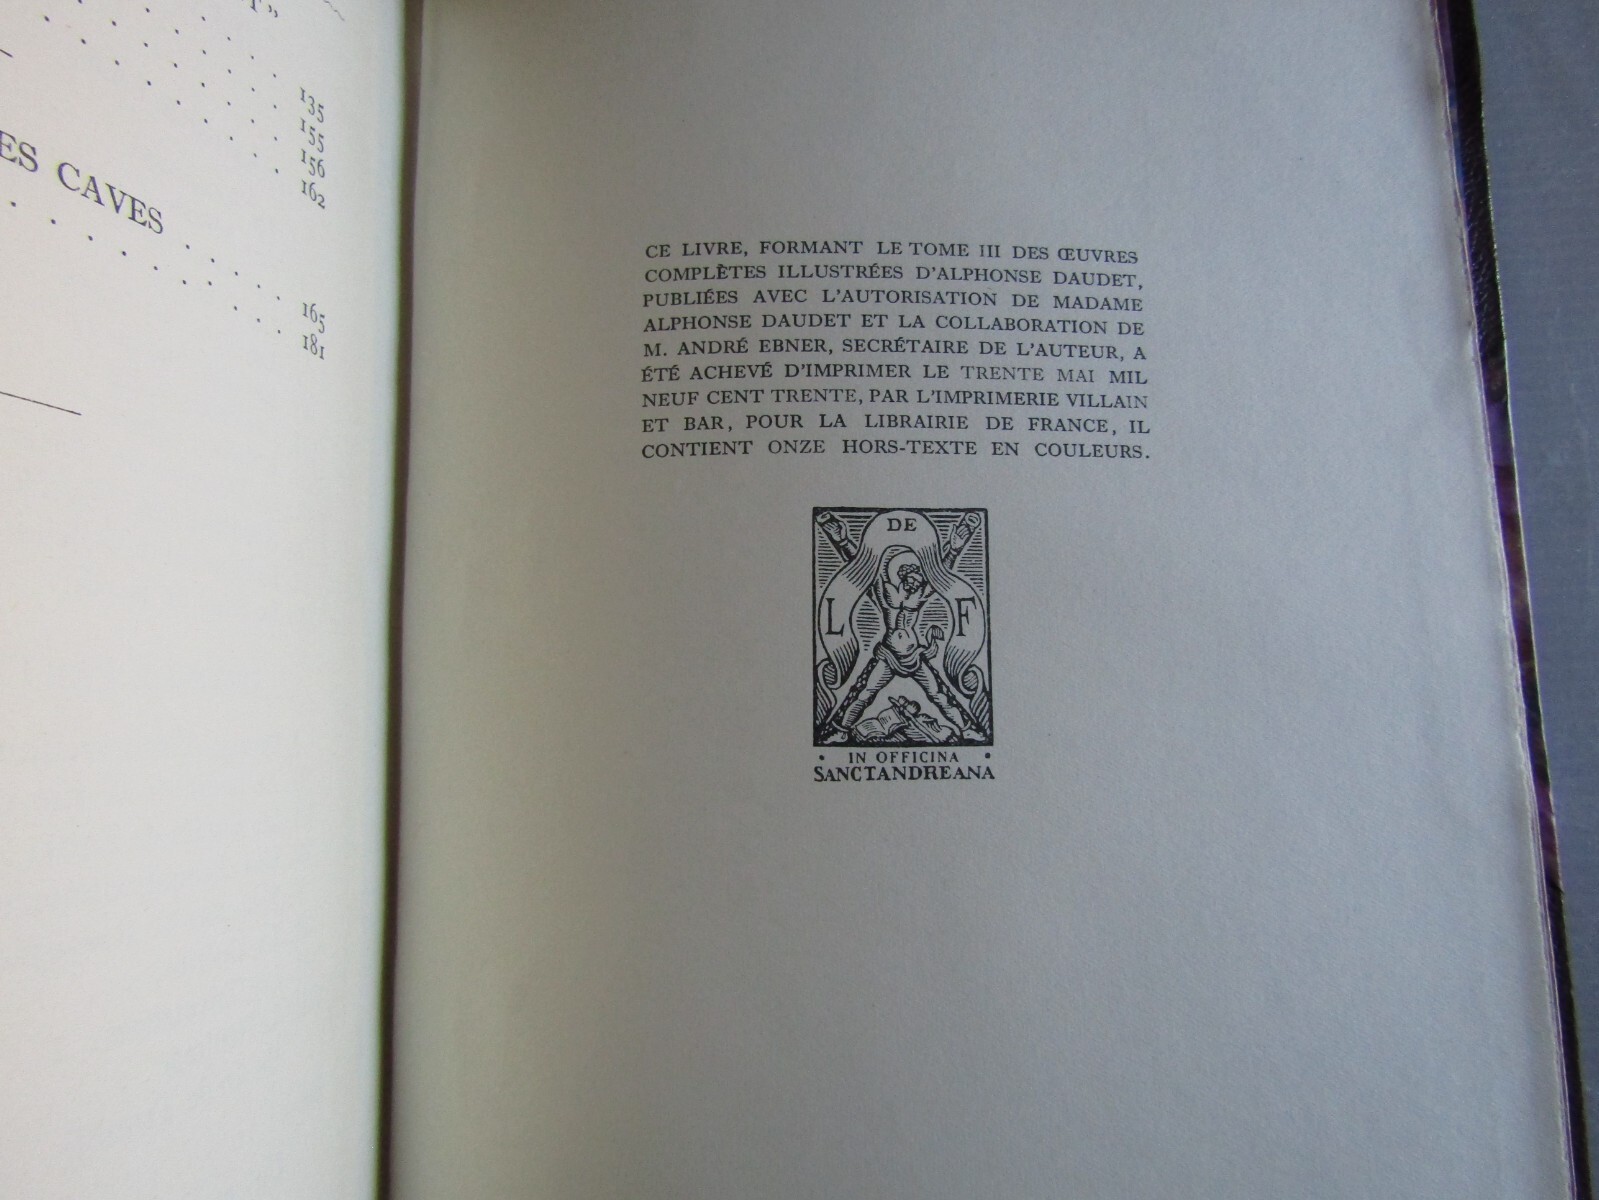 135
155
156
162
ES CAVES
165
181
CE LIVRE, FORMANT LE TOME III DES ŒUVRES
COMPLÈTES ILLUSTRÉES D'ALPHONSE DAUDET,
PUBLIÉES AVEC L'AUTORISATION DE MADAME
ALPHONSE DAUDET ET LA COLLABORATION DE
M. ANDRÉ EBNER, SECRÉTAIRE DE L'AUTEUR, A
ÉTÉ ACHEVÉ D'IMPRIMER LE TRENTE MAI MIL
NEUF CENT TRENTE, PAR L'IMPRIMERIE VILLAIN
ET BAR, POUR LA LIBRAIRIE DE FRANCE, IL
CONTIENT ONZE HORS-TEXTE EN COULEURS.
DE
L F
• IN OFFICINA •
SANCTANDREANA